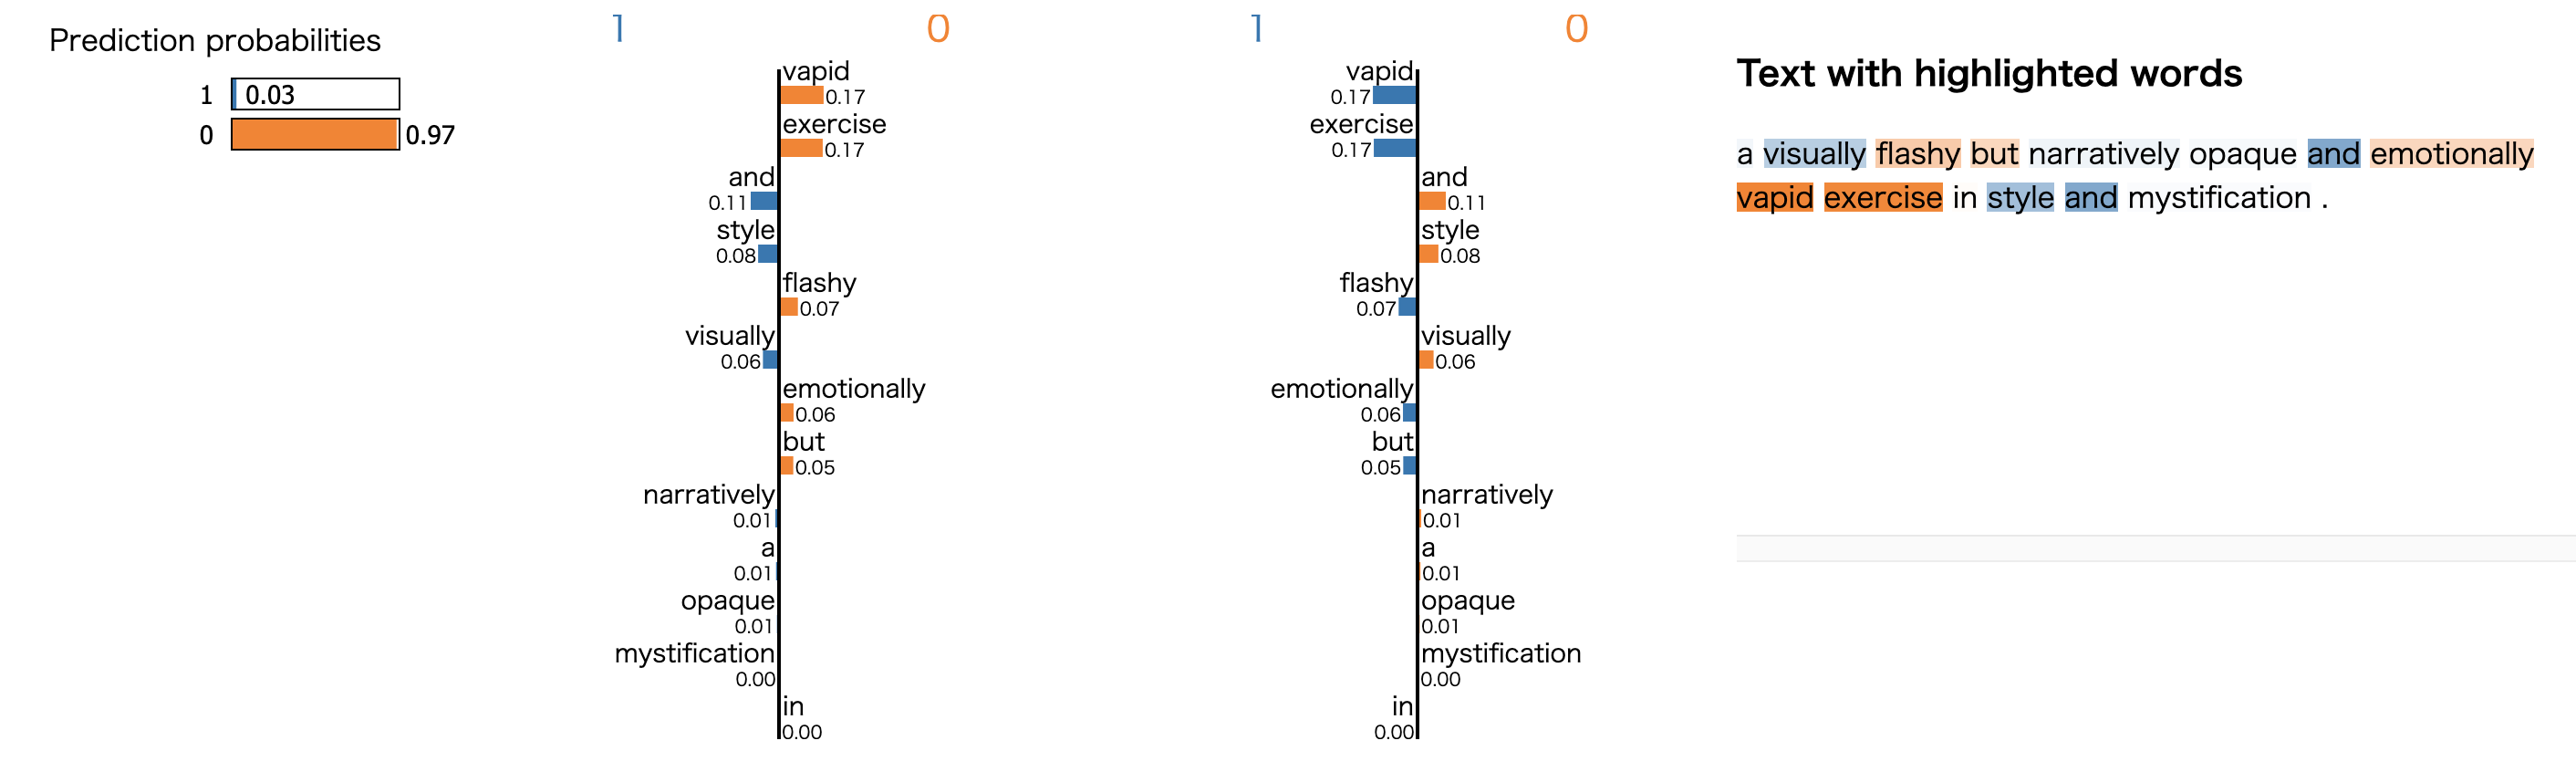 Prediction probabilities
1 0.03
0 0.97
1 0
vapid
0.17
exercise
0.17
and
0.11
style
0.08
flashy
0.07
visually
0.06
emotionally
0.06
but
0.05
narratively
0.01
a
0.01
opaque
0.01
mystification
0.00
in
0.00
1 0
vapid
0.17
exercise
0.17
and
0.11
style
0.08
flashy
0.07
visually
0.06
emotionally
0.06
but
0.05
narratively
0.01
a
0.01
opaque
0.01
mystification
0.00
in
0.00
Text with highlighted words
a visually flashy but narratively opaque and emotionally
vapid exercise in style and mystification .